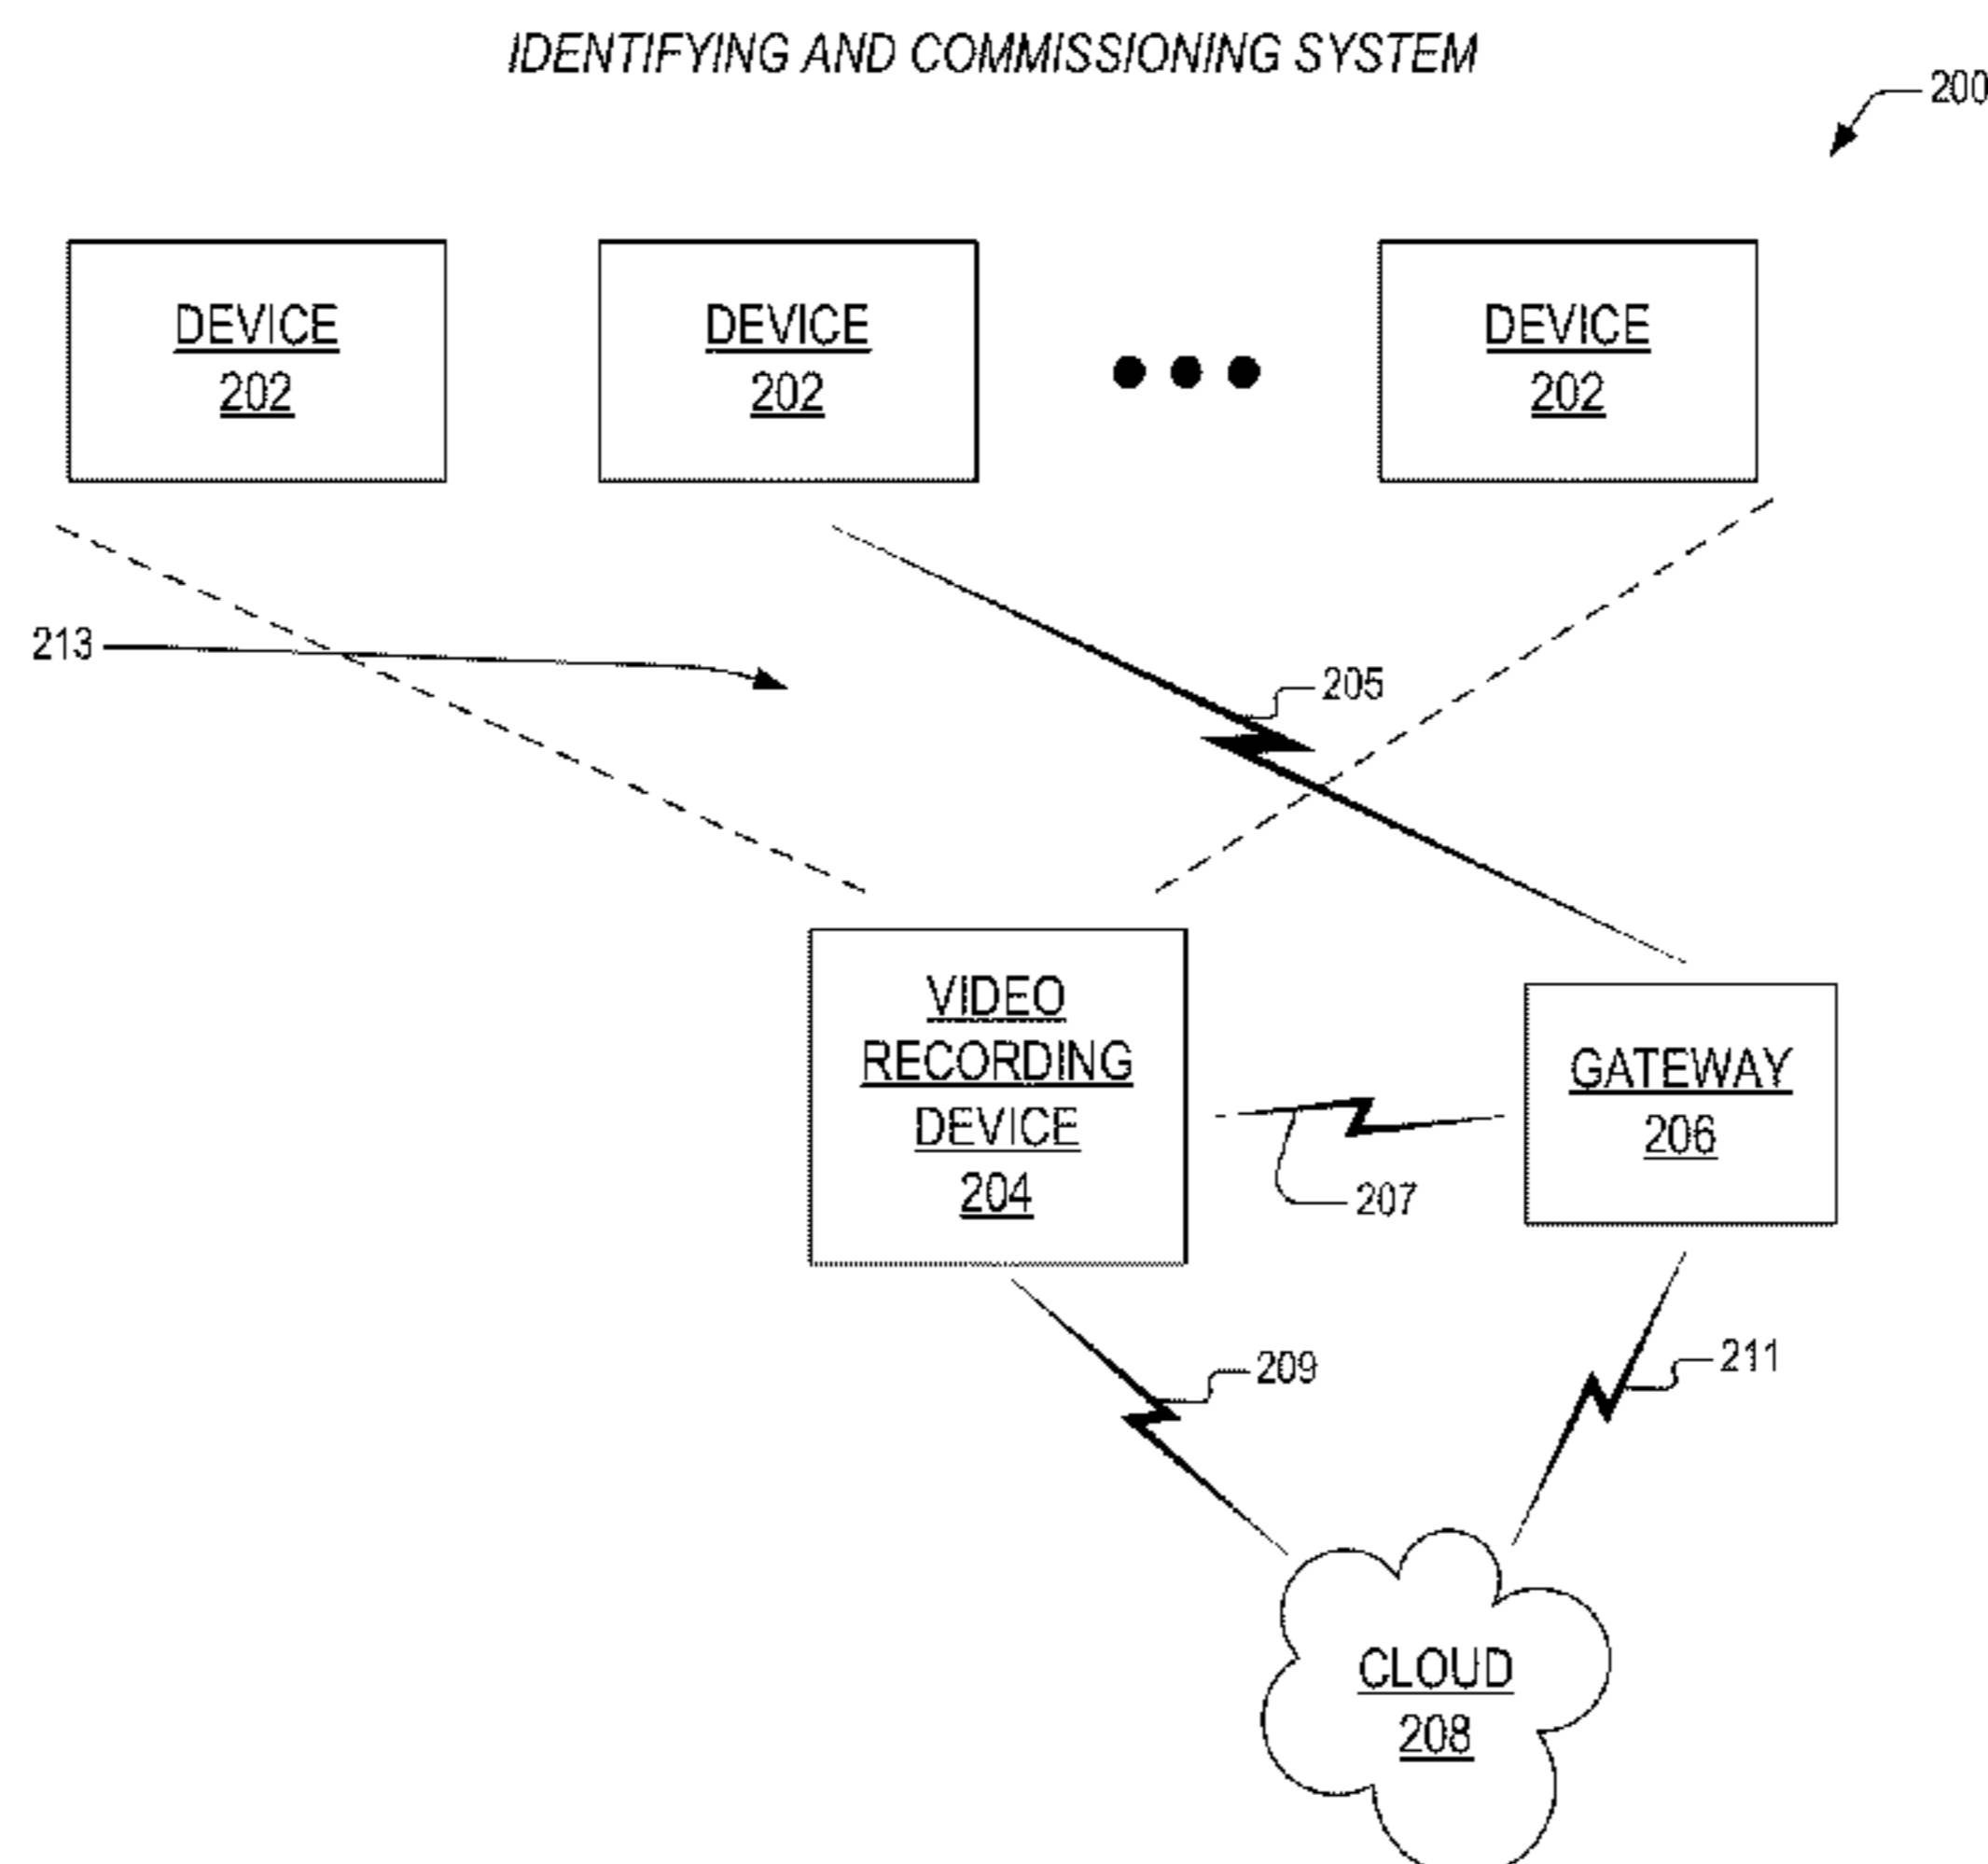 IDENTIFYING AND COMMISSIONING SYSTEM
200
DEVICE
202
DEVICE
202
DEVICE
202
213
205
VIDEO
RECORDING
DEVICE
204
GATEWAY
206
207
209
211
CLOUD
208